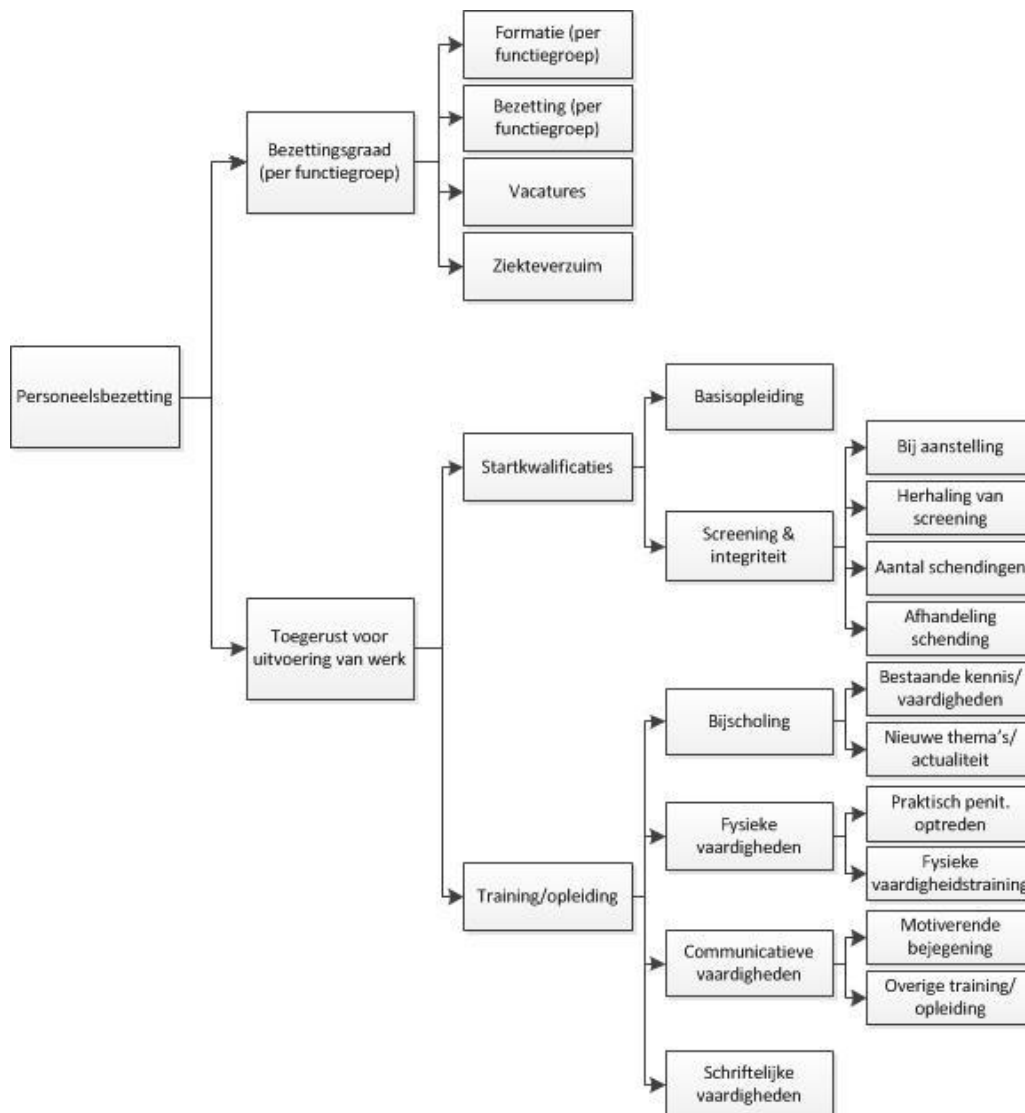 Formatie (per
functiegroep)
Bezetting (per
functiegroep)
Bezettingsgraad
(per functiegroep)
Vacatures
Ziekteverzuim
Personeelsbezetting
Basisopleiding
Startkwalificaties
Bij aanstelling
Herhaling van
screening
Screening &
integriteit
Aantal schendingen
Afhandeling
schending
Toegerust voor
uitvoering van werk
Bestaande kennis/
vaardigheden
Bijscholing
Nieuwe thema's/
actualiteit
Praktisch penit.
optreden
Fysieke
vaardigheden
Fysieke
vaardigheidstraining
Training/opleiding
Motiverende
bejegening
Communicatieve
vaardigheden
Overige training/
opleiding
Schriftelijke
vaardigheden